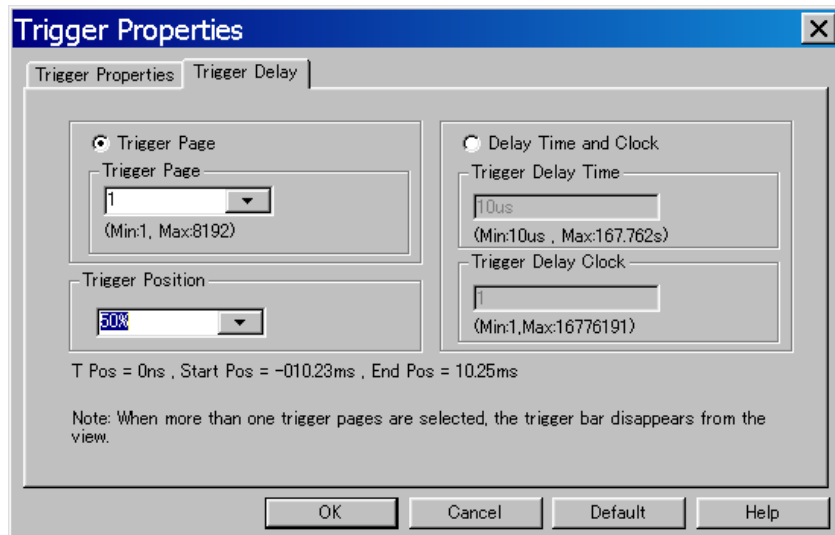 Trigger Properties
Trigger Properties
Trigger Delay
Trigger Page
Trigger Page
1
(Min:1, Max:8192)
Trigger Position
50%
Delay Time and Clock
Trigger Delay Time
10us
(Min:10us , Max:167.762s)
Trigger Delay Clock
1
(Min:1,Max:16776191)
T Pos = 0ns , Start Pos = -010.23ms , End Pos = 10.25ms
Note: When more than one trigger pages are selected, the trigger bar disappears from the
view.
OK
Cancel
Default
Help